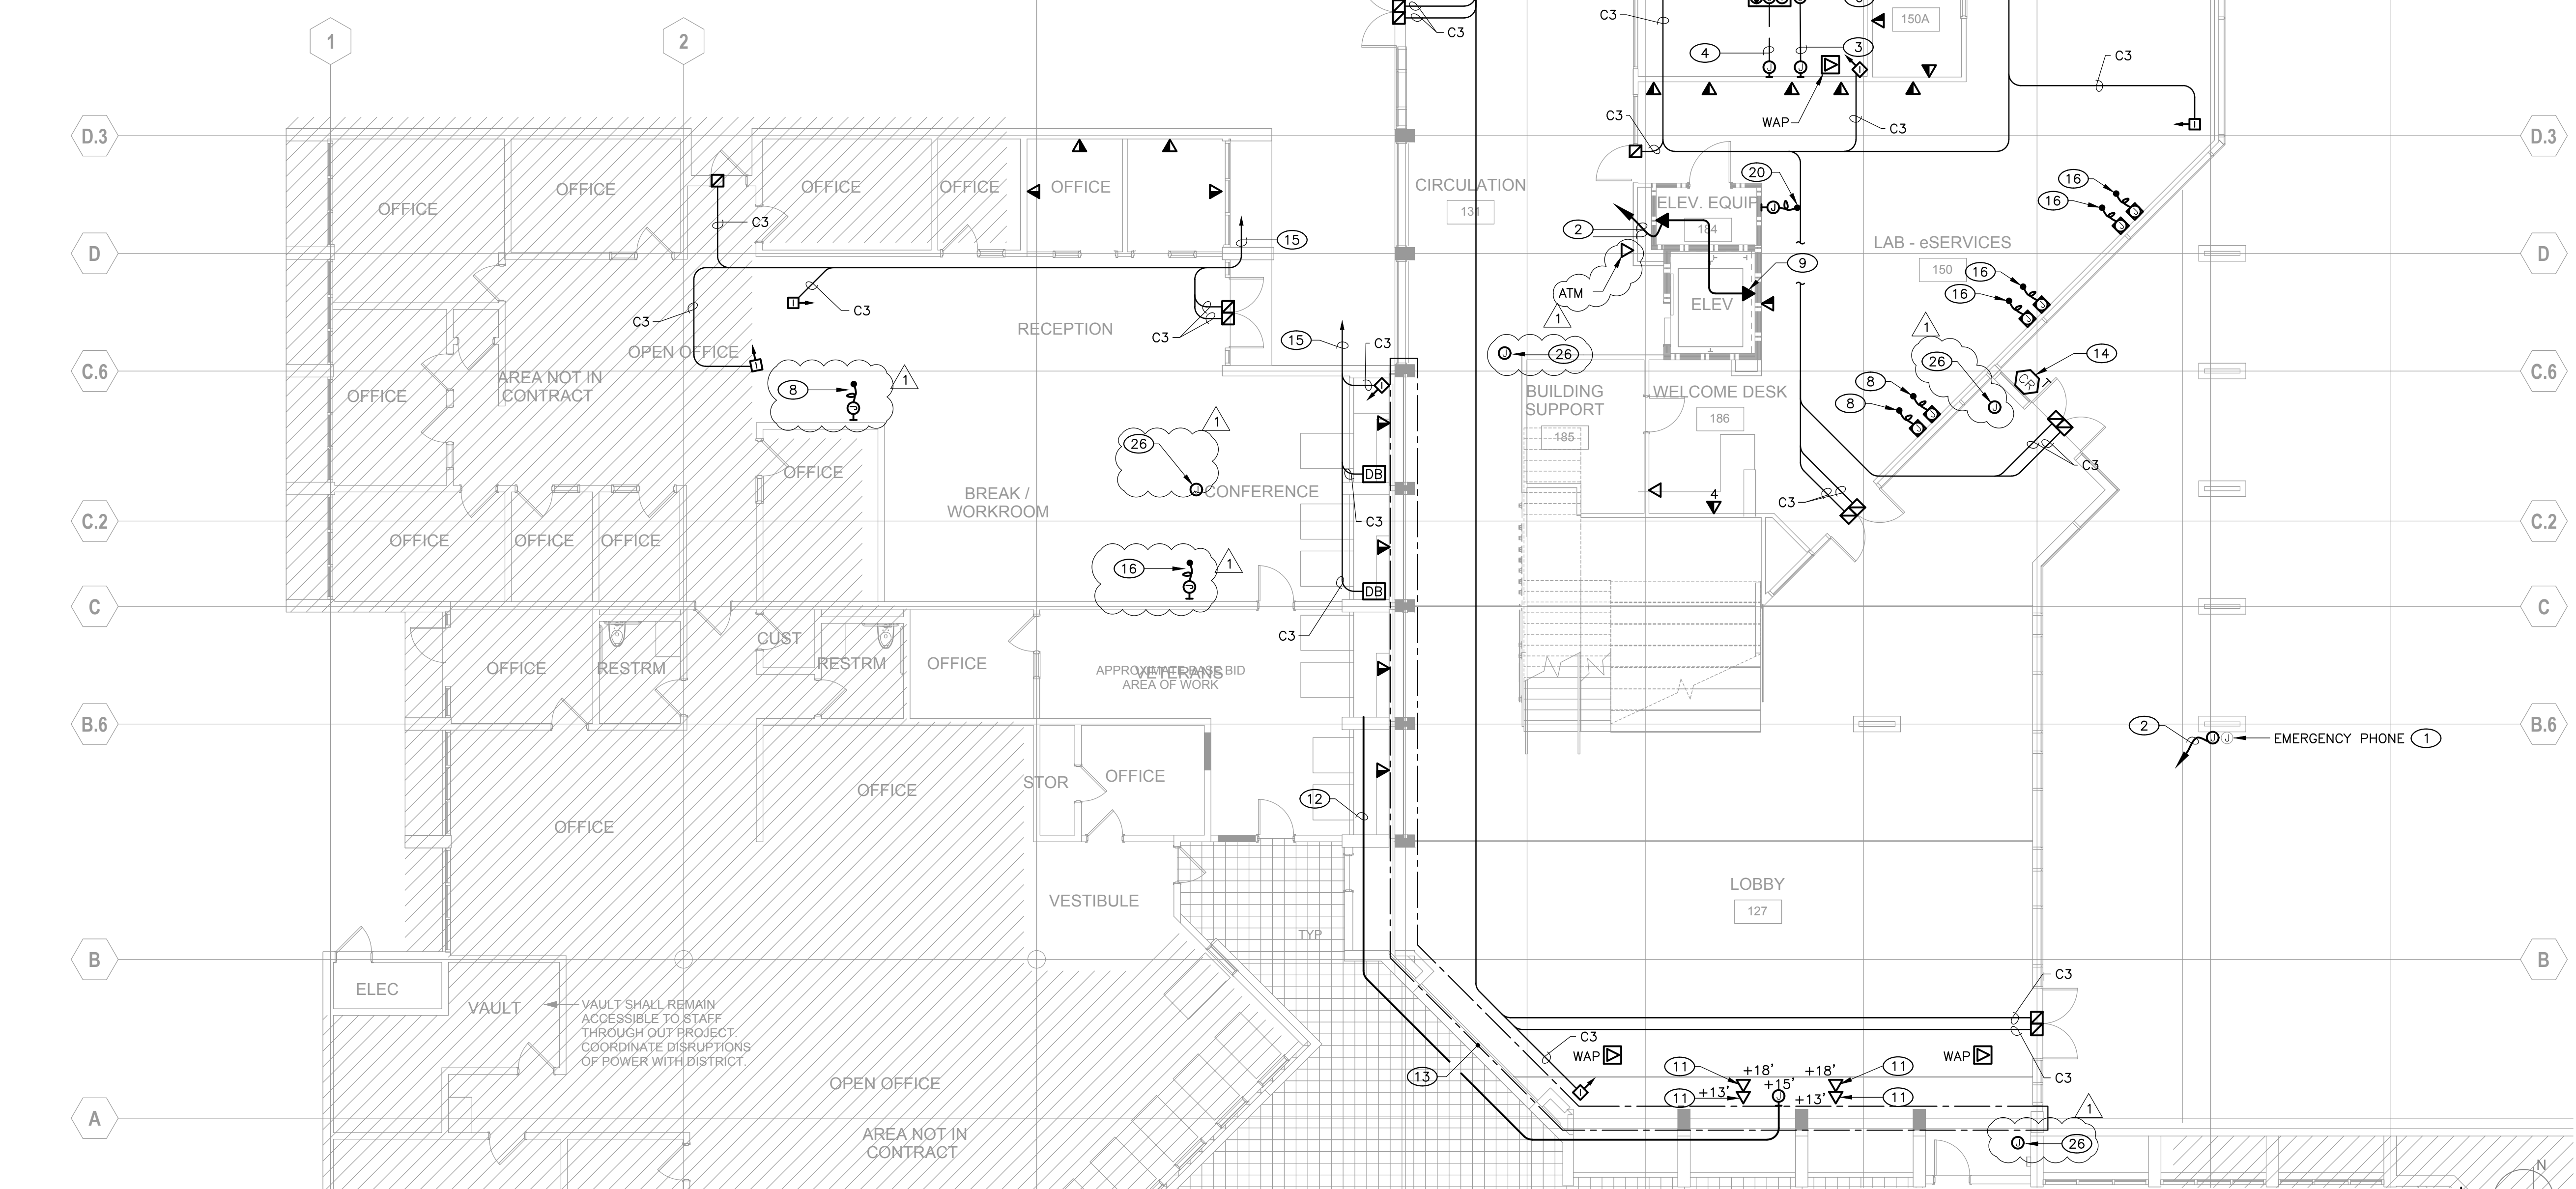 1
2
C3
C3
4
3
150A
C3
WAP
C3
C3
D.3
D.3
OFFICE
OFFICE
OFFICE
OFFICE
OFFICE
CIRCULATION
131
20
ELEV. EQUIP
184
16
16
C3
15
2
D
D
LAB - eSERVICES
150
16
16
9
ATM
ELEV
1
C3
C3
RECEPTION
C3
15
C3
26
1
OPEN OFFICE
AREA NOT IN
CONTRACT
C.6
C.6
OFFICE
8
1
26
14
CR
8
8
BUILDING
SUPPORT
185
WELCOME DESK
186
26
1
OFFICE
DB
C3
BREAK /
WORKROOM
CONFERENCE
4
C3
C3
C.2
C.2
OFFICE
OFFICE
OFFICE
16
1
DB
C
C
CUST
C3
OFFICE
RESTRM
RESTRM
OFFICE
VETERANS
APPROXIMATE BASE BID
AREA OF WORK
B.6
B.6
2
J
J
EMERGENCY PHONE
1
STOR
OFFICE
OFFICE
OFFICE
12
LOBBY
127
VESTIBULE
TYP
B
B
ELEC
VAULT
VAULT SHALL REMAIN
ACCESSIBLE TO STAFF
THROUGH OUT PROJECT.
COORDINATE DISRUPTIONS
OF POWER WITH DISTRICT.
C3
C3
WAP
WAP
C3
13
11
+18'
+18'
11
11
+13'
+15'
+13'
11
OPEN OFFICE
A
A
1
26
AREA NOT IN
CONTRACT
N